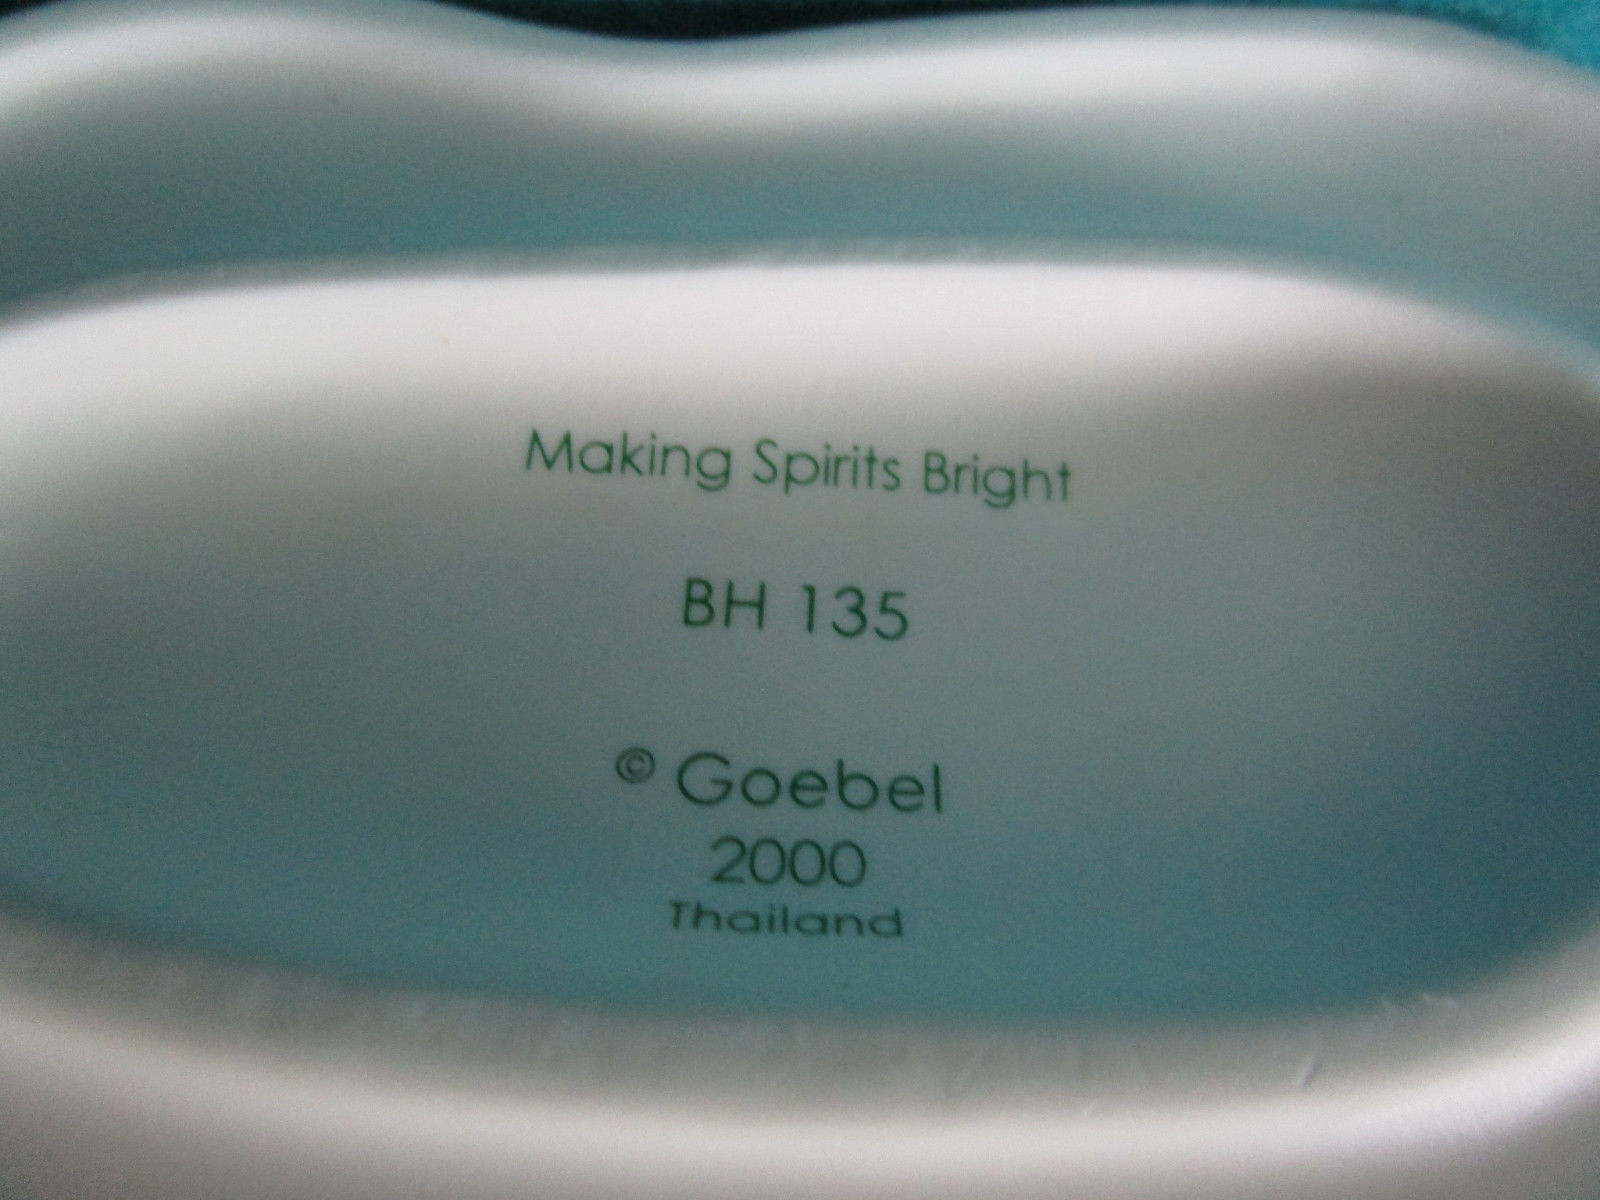 Making Spirits Bright
BH 135
© Goebel
2000
Thailand